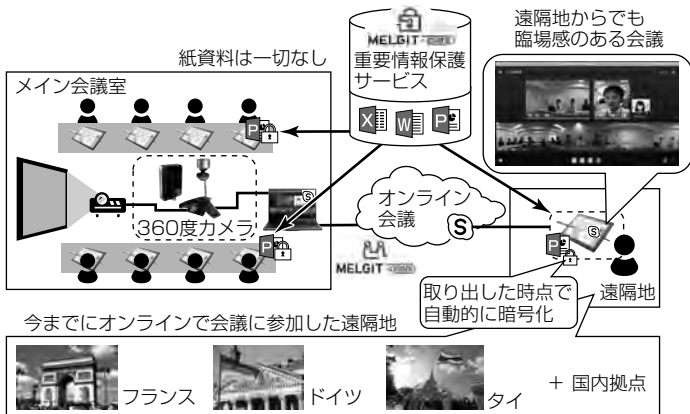 MELGIT
重要情報保護
サービス
X
W
P
遠隔地からでも
臨場感のある会議
紙資料は一切なし
メイン会議室
P
360度カメラ
S
P
オンライン
会議
S
MELGIT
S
P
遠隔地
取り出した時点で
自動的に暗号化
今までにオンラインで会議に参加した遠隔地
フランス
ドイツ
タイ
+ 国内拠点